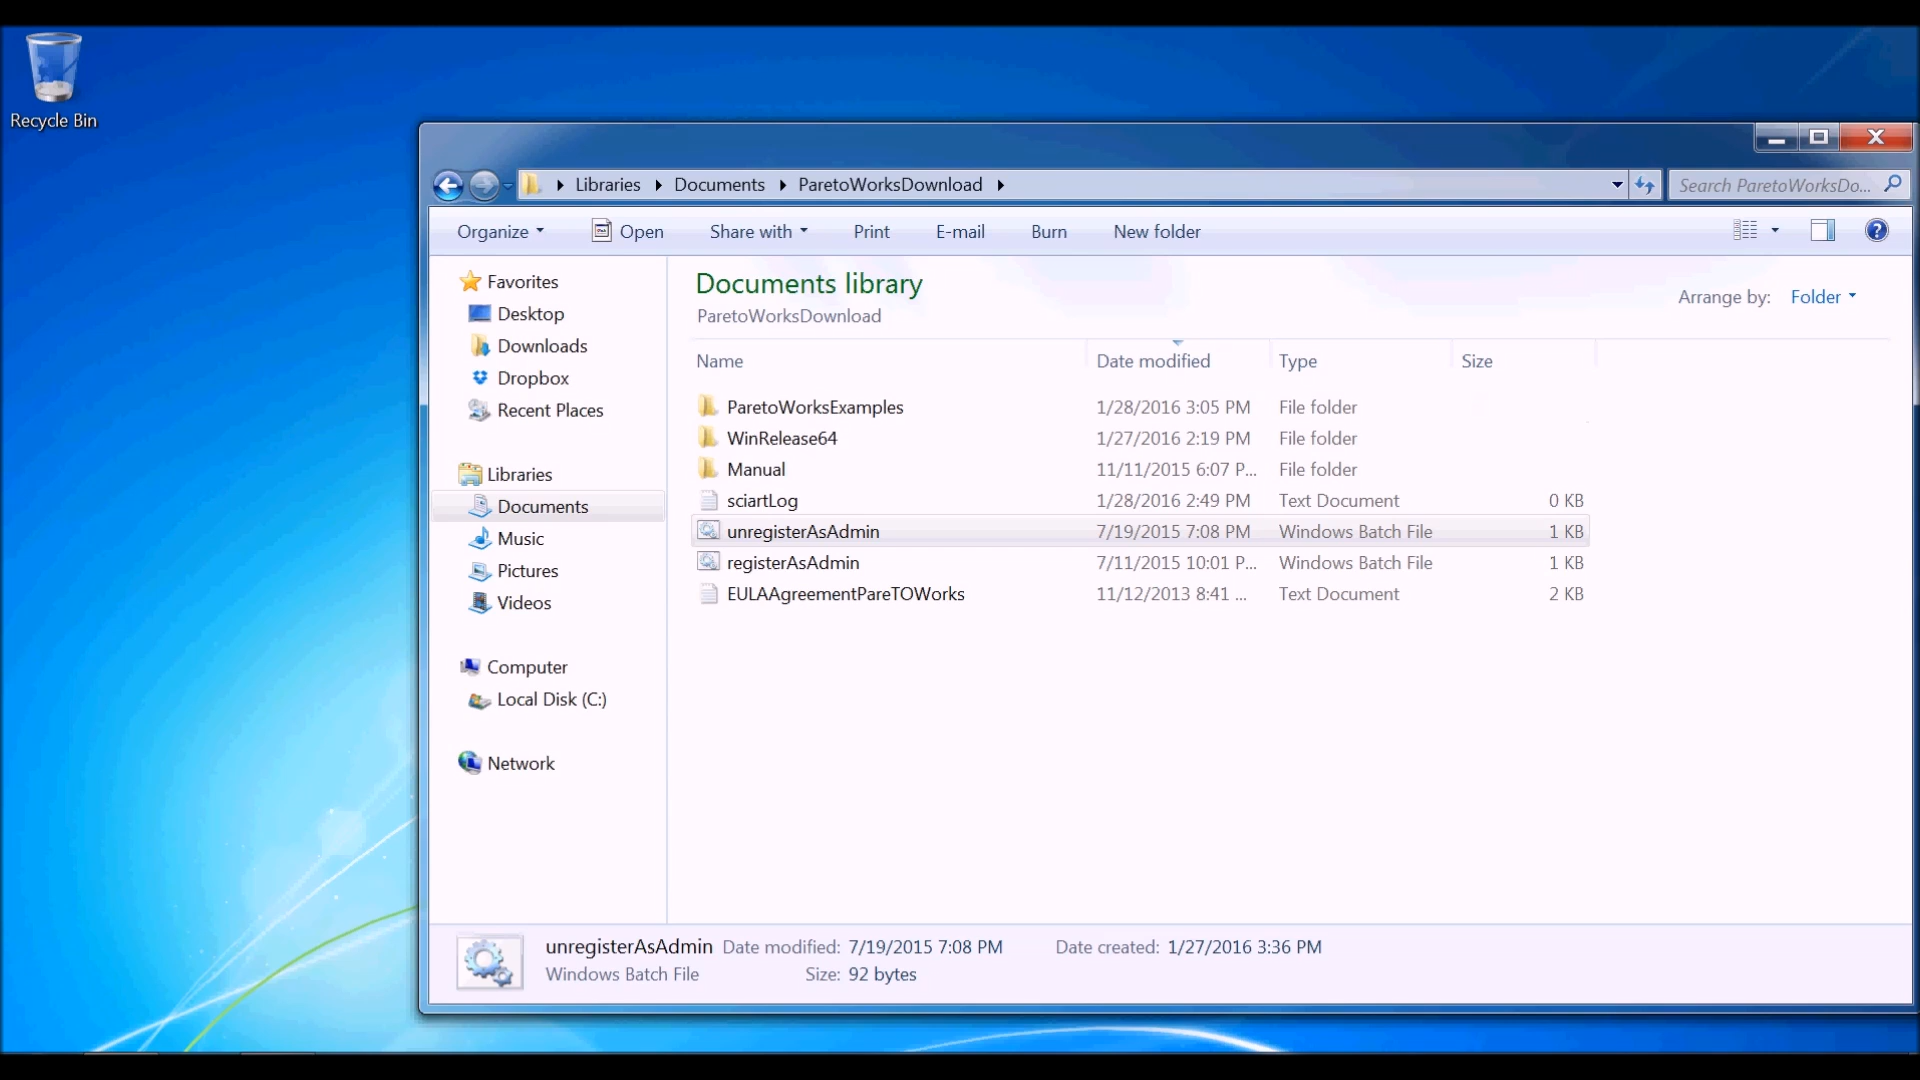 Recycle Bin
Libraries Documents ParetoWorksDownload
Search ParetoWorksDo...
Organize Open Share with Print E-mail Burn New folder
Favorites
Desktop
Downloads
Dropbox
Recent Places
Libraries
Documents
Music
Pictures
Videos
Computer
Local Disk (C:)
Network
Documents library
ParetoWorksDownload
Arrange by: Folder
Name Date modified Type Size
ParetoWorksExamples 1/28/2016 3:05 PM File folder
WinRelease64 1/27/2016 2:19 PM File folder
Manual 11/11/2015 6:07 P... File folder
sciartLog 1/28/2016 2:49 PM Text Document 0 KB
unregisterAsAdmin 7/19/2015 7:08 PM Windows Batch File 1 KB
registerAsAdmin 7/11/2015 10:01 P... Windows Batch File 1 KB
EULAAgreementPareTOWorks 11/12/2013 8:41 ... Text Document 2 KB
unregisterAsAdmin Date modified: 7/19/2015 7:08 PM Date created: 1/27/2016 3:36 PM
Windows Batch File Size: 92 bytes